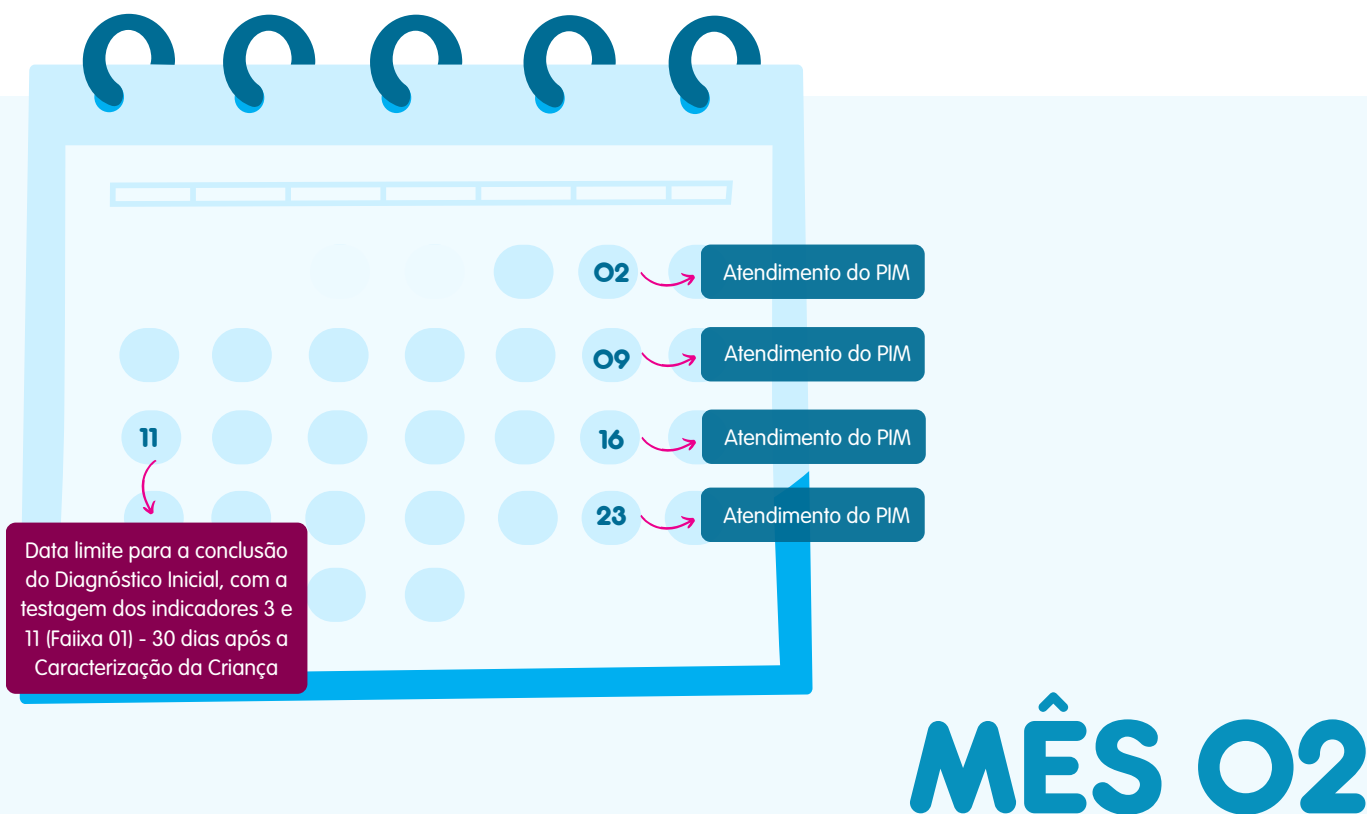 02
Atendimento do PIM
09
Atendimento do PIM
11
16
Atendimento do PIM
23
Atendimento do PIM
Data limite para a conclusão
do Diagnóstico Inicial, com a
testagem dos indicadores 3 e
11 (Faiixa 01) - 30 dias após a
Caracterização da Criança
MÊS 02